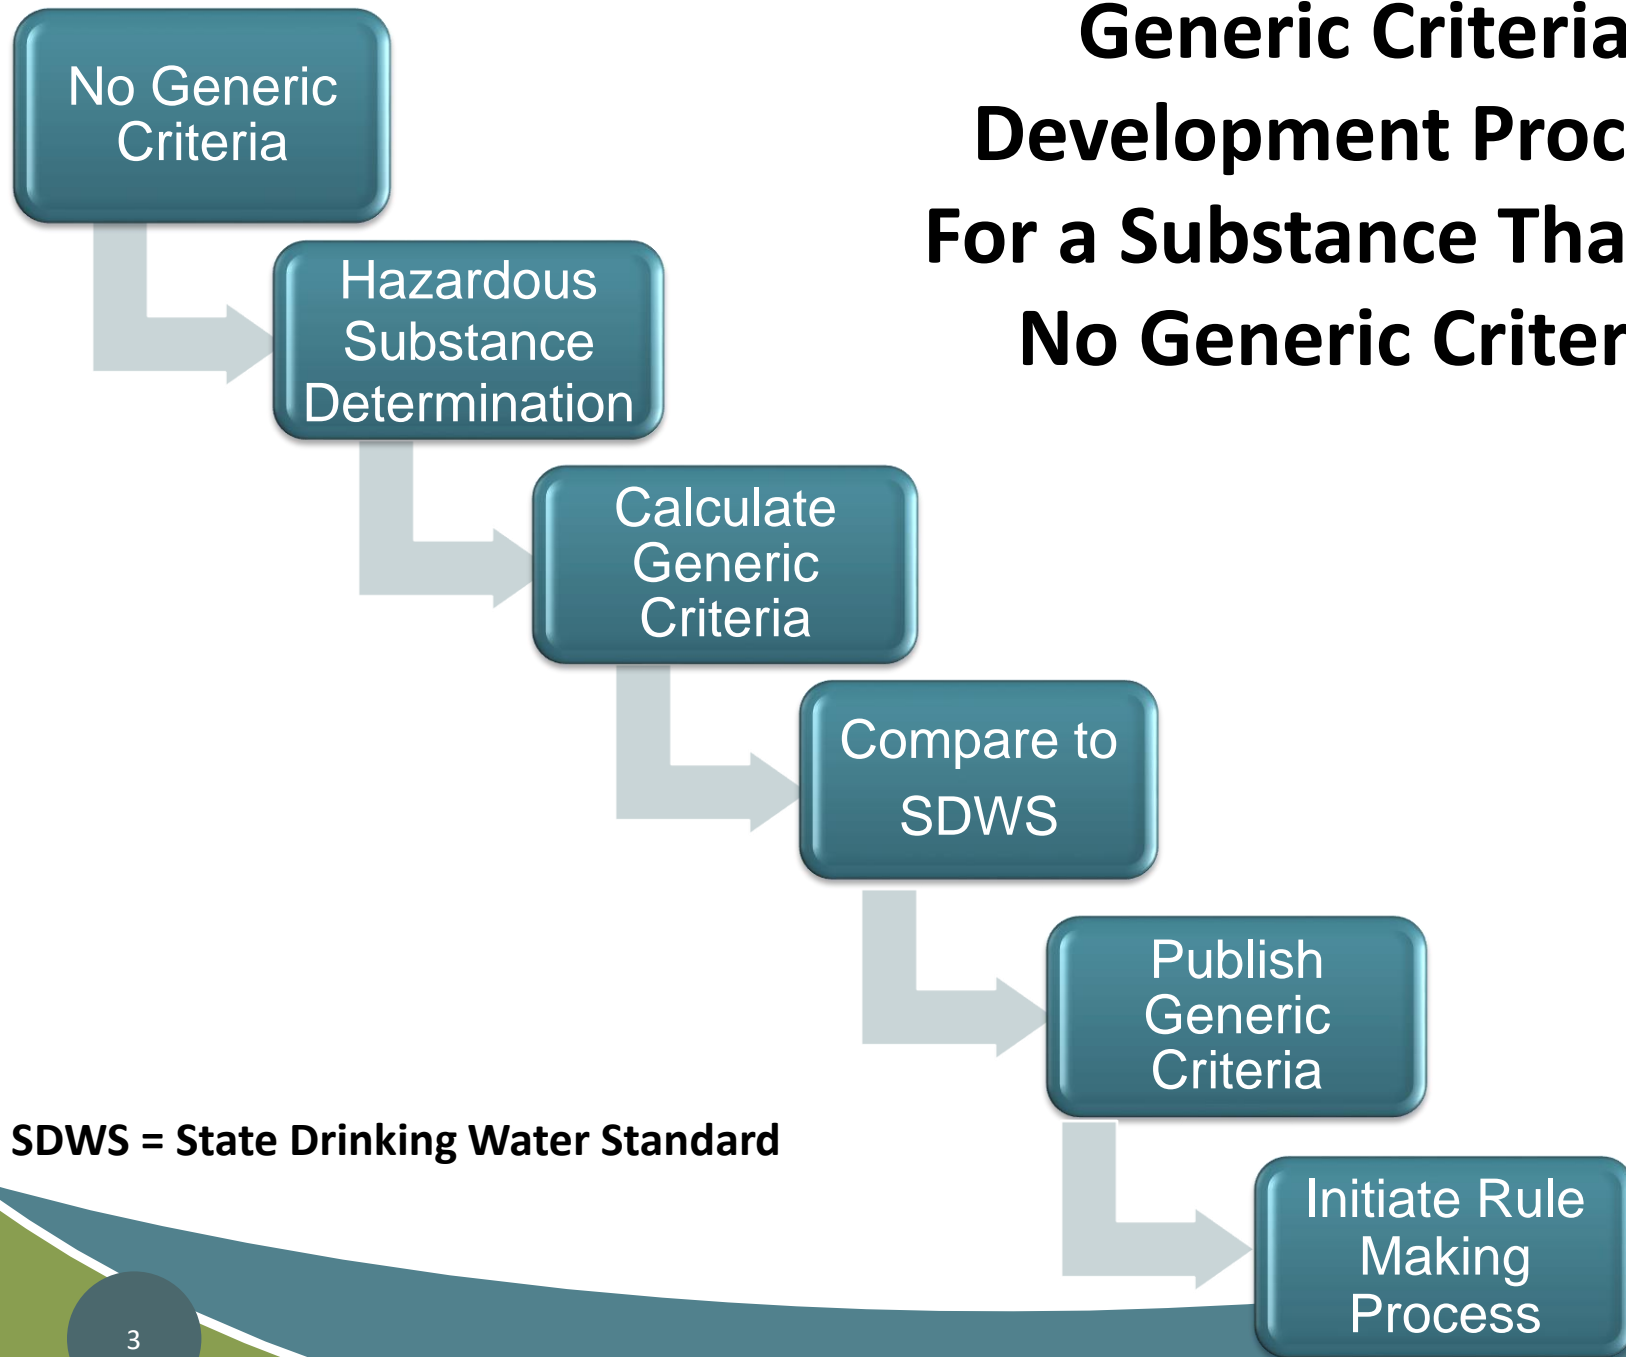 Generic Criteria
Development Proc
For a Substance Tha
No Generic Criter
No Generic
Criteria
Hazardous
Substance
Determination
Calculate
Generic
Criteria
Compare to
SDWS
Publish
Generic
Criteria
Initiate Rule
Making
Process
SDWS = State Drinking Water Standard
3